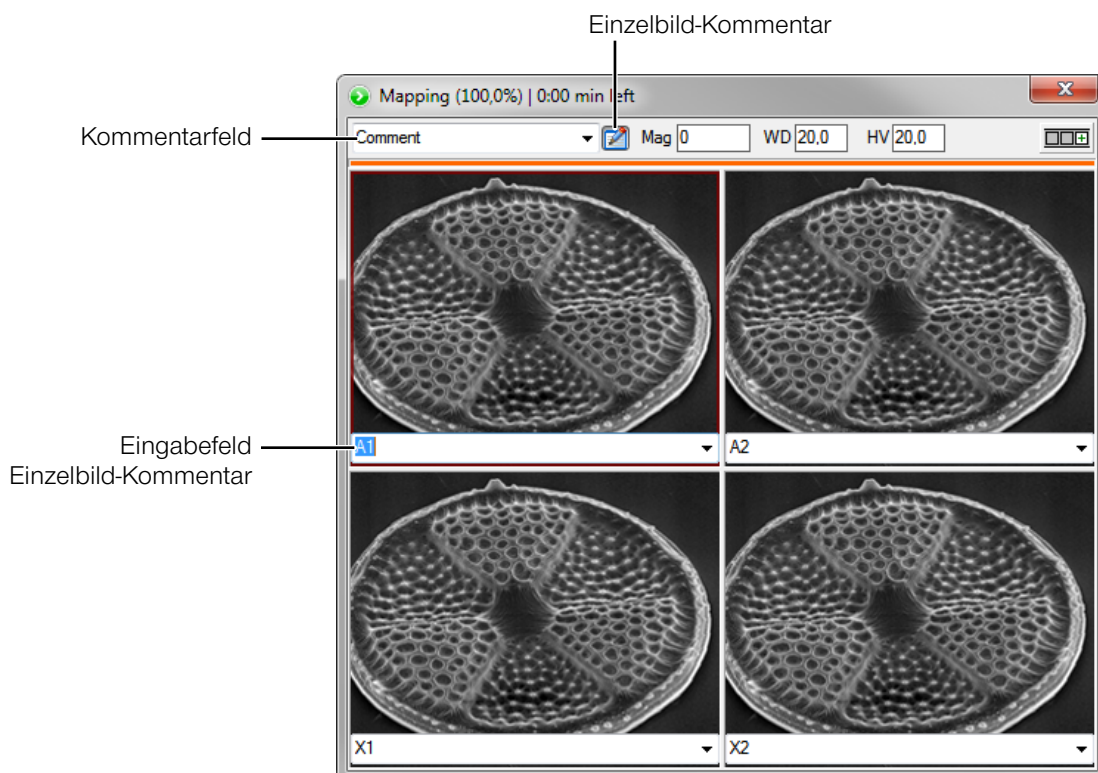 Einzelbild-Kommentar
Mapping (100,0%) | 0:00 min left
Kommentarfeld
Comment
Mag 0 WD 20,0 HV 20,0
Eingabefeld
Einzelbild-Kommentar
A1
A2
X1
X2